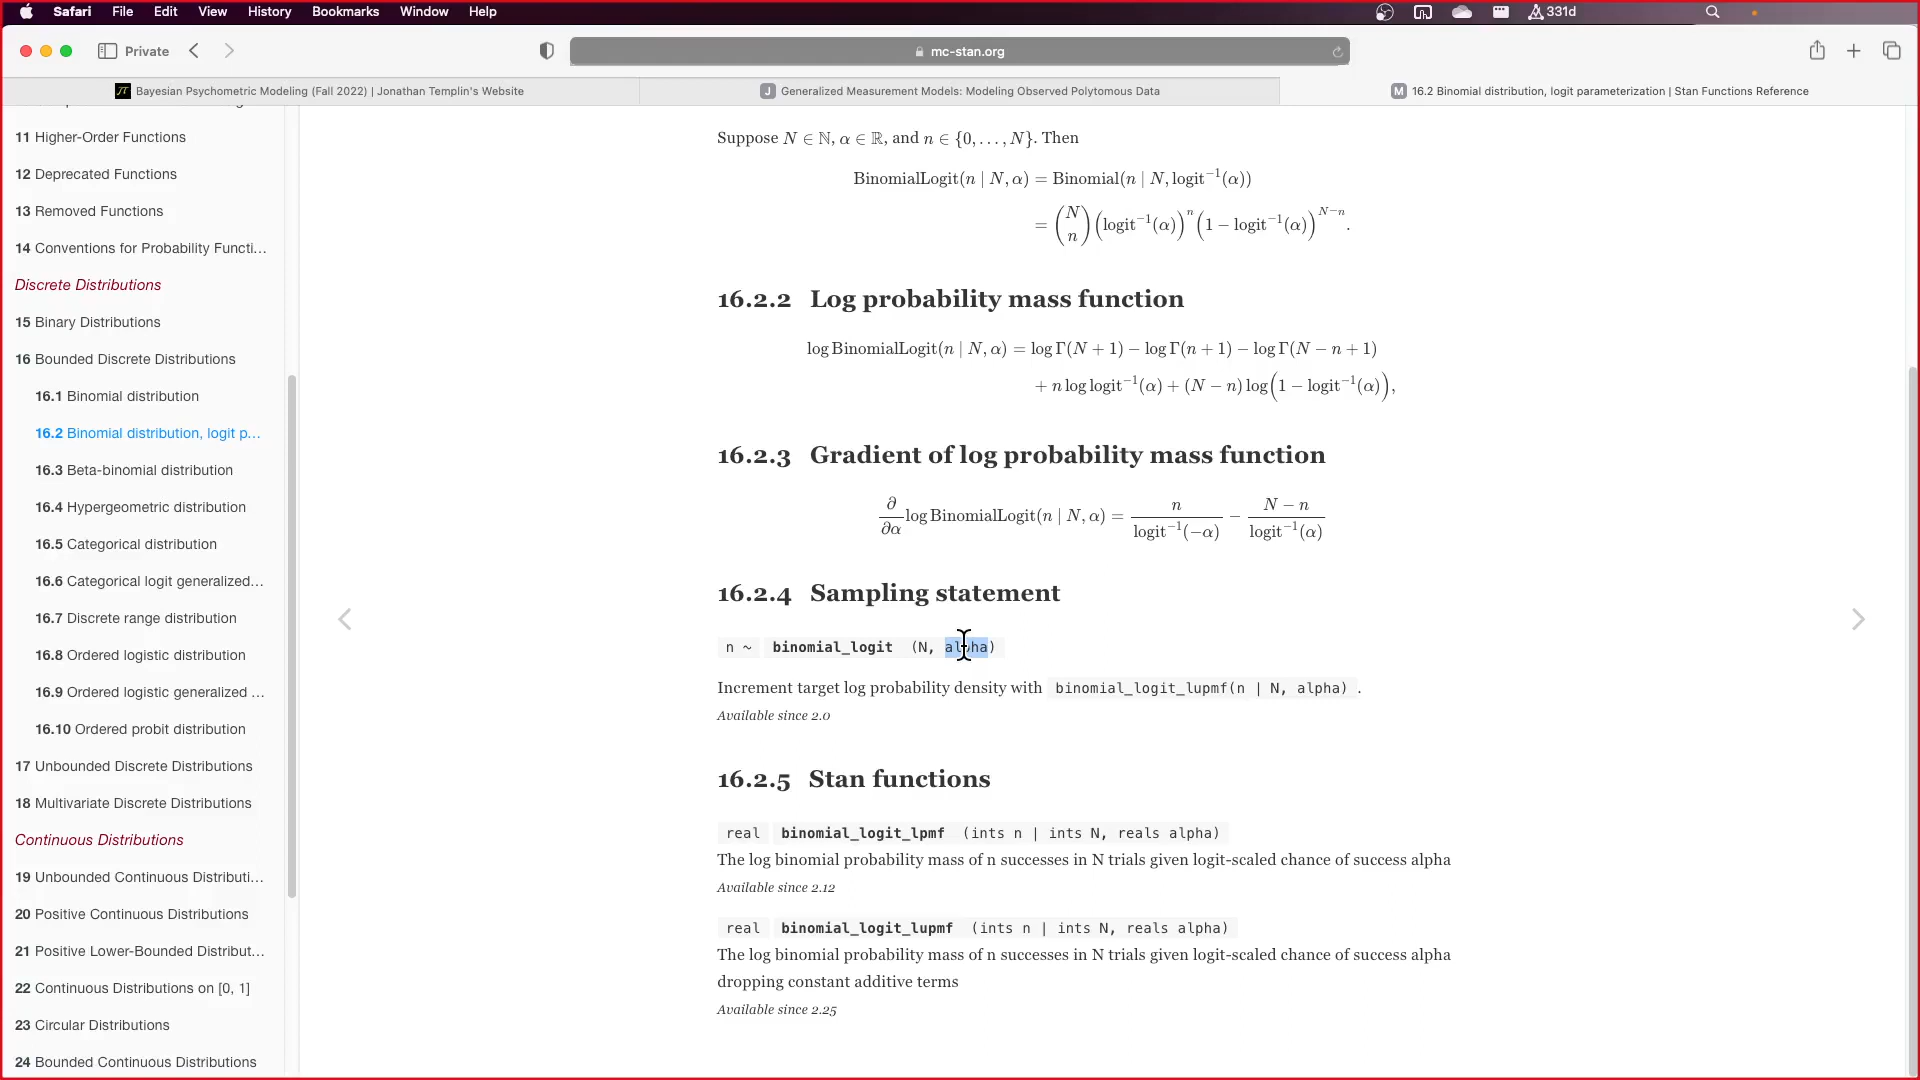 Safari File Edit View History Bookmarks Window Help 331d
Private mc-stan.org
Bayesian Psychometric Modeling (Fall 2022) | Jonathan Templin's Website
J Generalized Measurement Models: Modeling Observed Polytomous Data
M 16.2 Binomial distribution, logit parameterization | Stan Functions Reference
11 Higher-Order Functions
12 Deprecated Functions
13 Removed Functions
14 Conventions for Probability Functi...
Discrete Distributions
15 Binary Distributions
16 Bounded Discrete Distributions
16.1 Binomial distribution
16.2 Binomial distribution, logit p...
16.3 Beta-binomial distribution
16.4 Hypergeometric distribution
16.5 Categorical distribution
16.6 Categorical logit generalized...
16.7 Discrete range distribution
16.8 Ordered logistic distribution
16.9 Ordered logistic generalized ...
16.10 Ordered probit distribution
17 Unbounded Discrete Distributions
18 Multivariate Discrete Distributions
Continuous Distributions
19 Unbounded Continuous Distributi...
20 Positive Continuous Distributions
21 Positive Lower-Bounded Distribut...
22 Continuous Distributions on [0, 1]
23 Circular Distributions
24 Bounded Continuous Distributions
Suppose N ∈ ℕ, α ∈ ℝ, and n ∈ {0, . . . , N}. Then
BinomialLogit(n | N, α) = Binomial(n | N, logit⁻¹(α))
= (N n) (logit⁻¹(α))ⁿ (1 − logit⁻¹(α))ᴺ⁻ⁿ.
16.2.2 Log probability mass function
log BinomialLogit(n | N, α) = log Γ(N + 1) − log Γ(n + 1) − log Γ(N − n + 1)
+ n log logit⁻¹(α) + (N − n) log(1 − logit⁻¹(α)),
16.2.3 Gradient of log probability mass function
∂/∂α log BinomialLogit(n | N, α) = n/logit⁻¹(−α) − N − n/logit⁻¹(α)
16.2.4 Sampling statement
n ~ binomial_logit (N, alpha)
Increment target log probability density with binomial_logit_lupmf(n | N, alpha) .
Available since 2.0
16.2.5 Stan functions
real binomial_logit_lpmf (ints n | ints N, reals alpha)
The log binomial probability mass of n successes in N trials given logit-scaled chance of success alpha
Available since 2.12
real binomial_logit_lupmf (ints n | ints N, reals alpha)
The log binomial probability mass of n successes in N trials given logit-scaled chance of success alpha
dropping constant additive terms
Available since 2.25